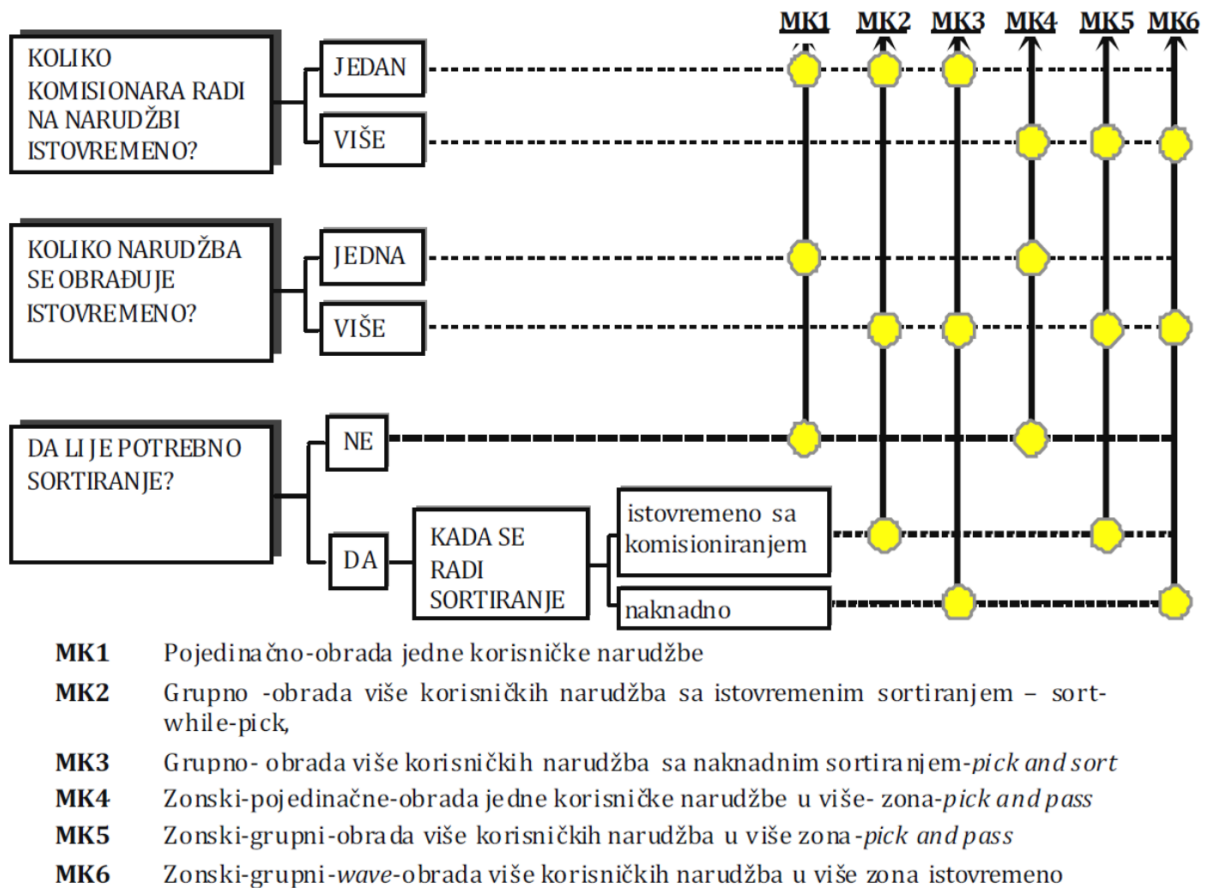 MK1 MK2 MK3 MK4 MK5 MK6
KOLIKO
KOMISIONARA RADI
NA NARUDŽBI
ISTOVREMENO?
JEDAN
VIŠE
KOLIKO NARUDŽBA
SE OBRAĐUJE
ISTOVREMENO?
JEDNA
VIŠE
DA LI JE POTREBNO
SORTIRANJE?
NE
DA
KADA SE
RADI
SORTIRANJE
istovremeno sa
komisioniranjem
naknadno
MK1 Pojedinačno-obrada jedne korisničke narudžbe
MK2 Grupno -obrada više korisničkih narudžba sa istovremenim sortiranjem – sort-
while-pick,
MK3 Grupno- obrada više korisničkih narudžba sa naknadnim sortiranjem-pick and sort
MK4 Zonski-pojedinačne-obrada jedne korisničke narudžbe u više- zona-pick and pass
MK5 Zonski-grupni-obrada više korisničkih narudžba u više zona-pick and pass
MK6 Zonski-grupni-wave-obrada više korisničkih narudžba u više zona istovremeno